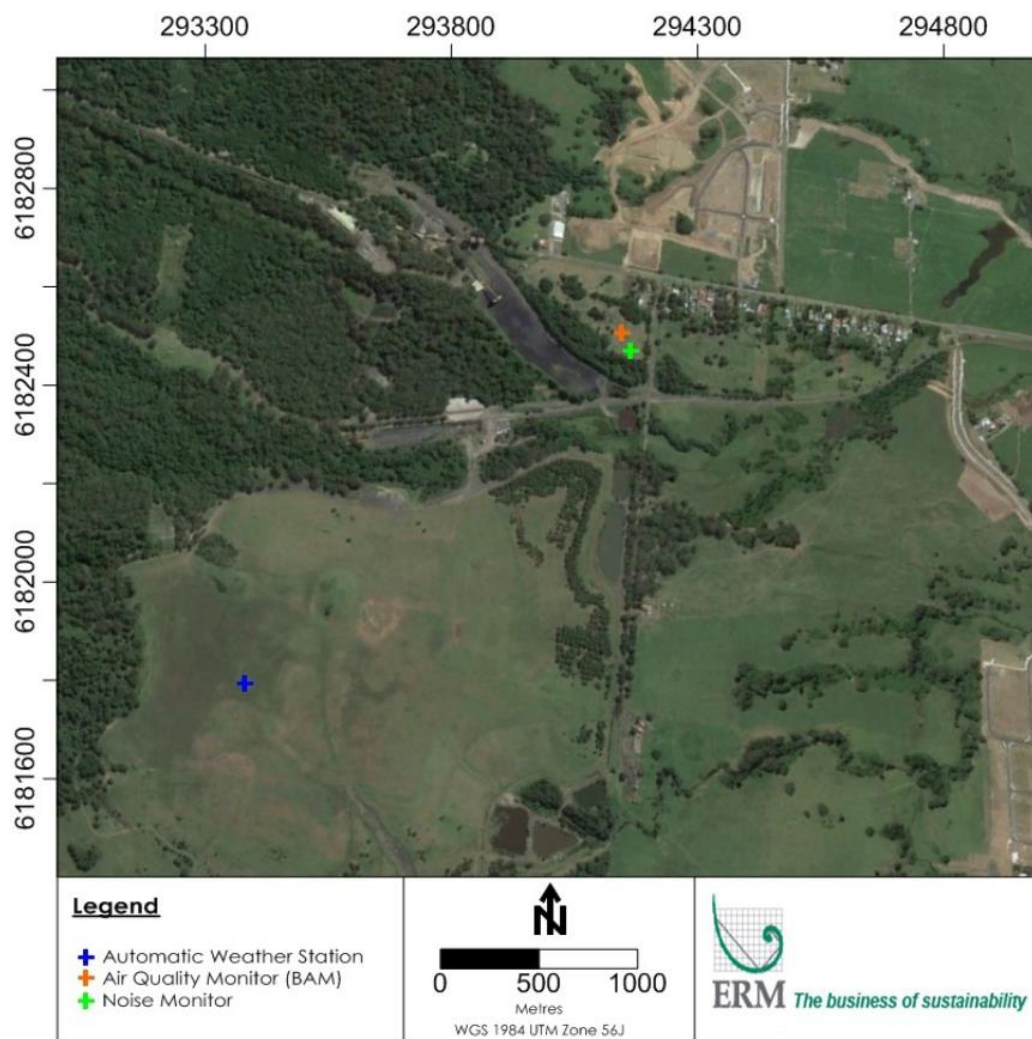 293300 293800 294300 294800
6182800
6182400
6182000
6181600
Legend
Automatic Weather Station
Air Quality Monitor (BAM)
Noise Monitor
N
0 500 1000
Metres
WGS 1984 UTM Zone 56J
ERM The business of sustainability